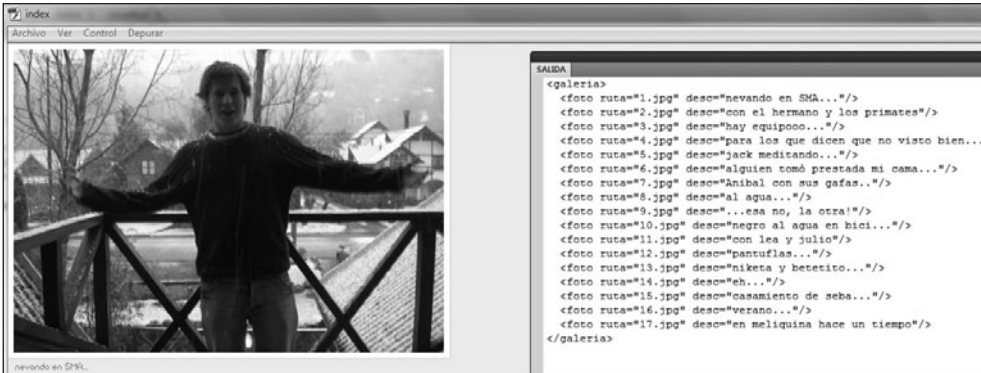 index
Archivo Ver Control Depurar
SALIDA
<galeria>
<foto ruta="1.jpg" desc="nevando en SMA..."/>
<foto ruta="2.jpg" desc="con el hermano y los primates"/>
<foto ruta="3.jpg" desc="hay equipooo..."/>
<foto ruta="4.jpg" desc="para los que dicen que no visto bien...
<foto ruta="5.jpg" desc="jack meditando..."/>
<foto ruta="6.jpg" desc="alguien tomó prestada mi cama..."/>
<foto ruta="7.jpg" desc="Anibal con sus gafas.."/>
<foto ruta="8.jpg" desc="al agua..."/>
<foto ruta="9.jpg" desc="...esa no, la otra!"/>
<foto ruta="10.jpg" desc="negro al agua en bici..."/>
<foto ruta="11.jpg" desc="con lea y julio"/>
<foto ruta="12.jpg" desc="pantuflas..."/>
<foto ruta="13.jpg" desc="niketa y betetito..."/>
<foto ruta="14.jpg" desc="eh..."/>
<foto ruta="15.jpg" desc="casamiento de seba..."/>
<foto ruta="16.jpg" desc="verano..."/>
<foto ruta="17.jpg" desc="en meliquina hace un tiempo"/>
</galeria>
nevando en SMA...